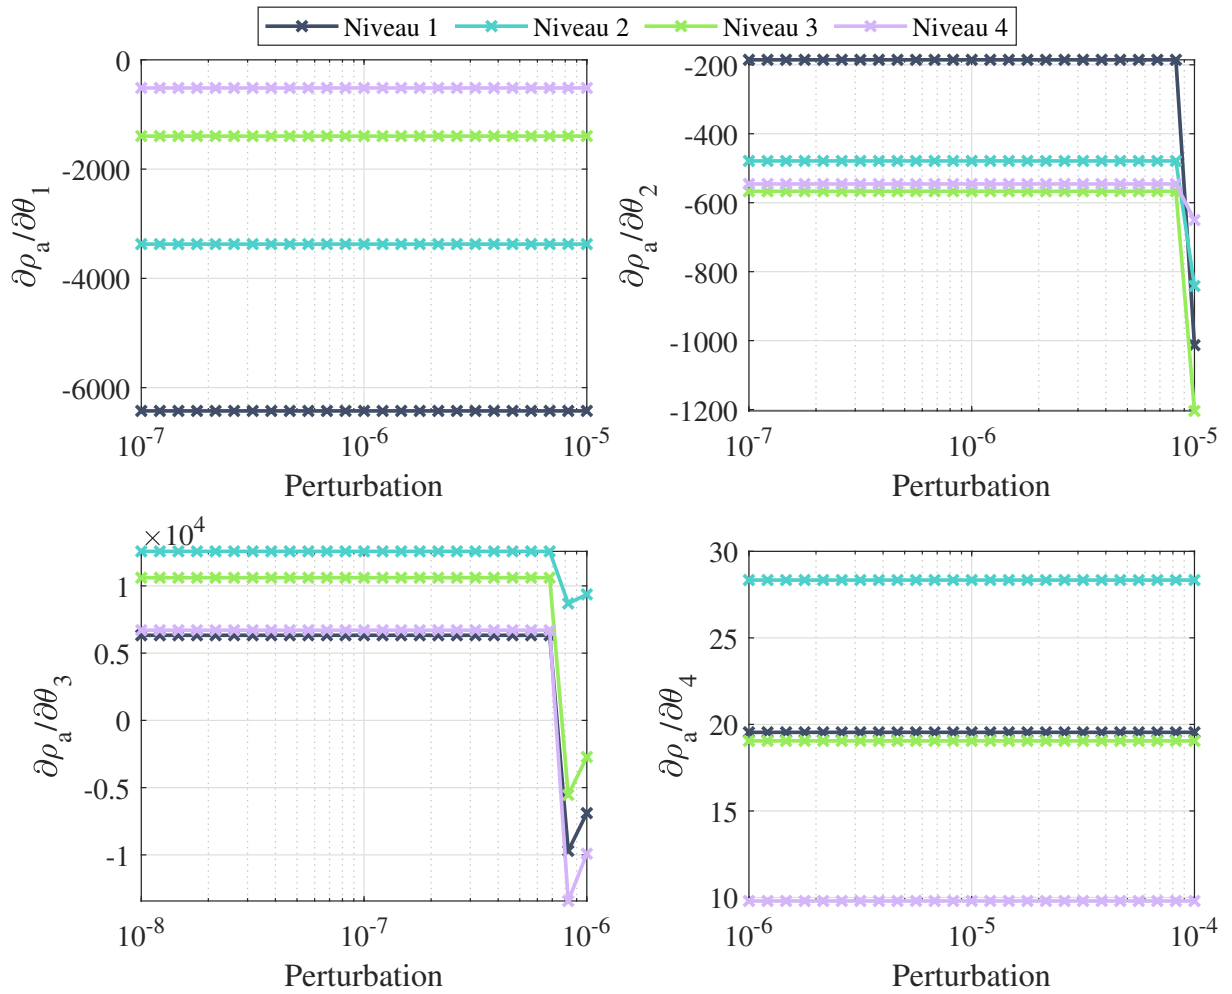 Niveau 1 Niveau 2 Niveau 3 Niveau 4
0
-2000
-4000
-6000
∂ρa/∂θ1
10-7 10-6 10-5
Perturbation
-200
-400
-600
-800
-1000
-1200
∂ρa/∂θ2
10-7 10-6 10-5
Perturbation
×104
1
0.5
0
-0.5
-1
∂ρa/∂θ3
10-8 10-7 10-6
Perturbation
30
25
20
15
10
∂ρa/∂θ4
10-6 10-5 10-4
Perturbation